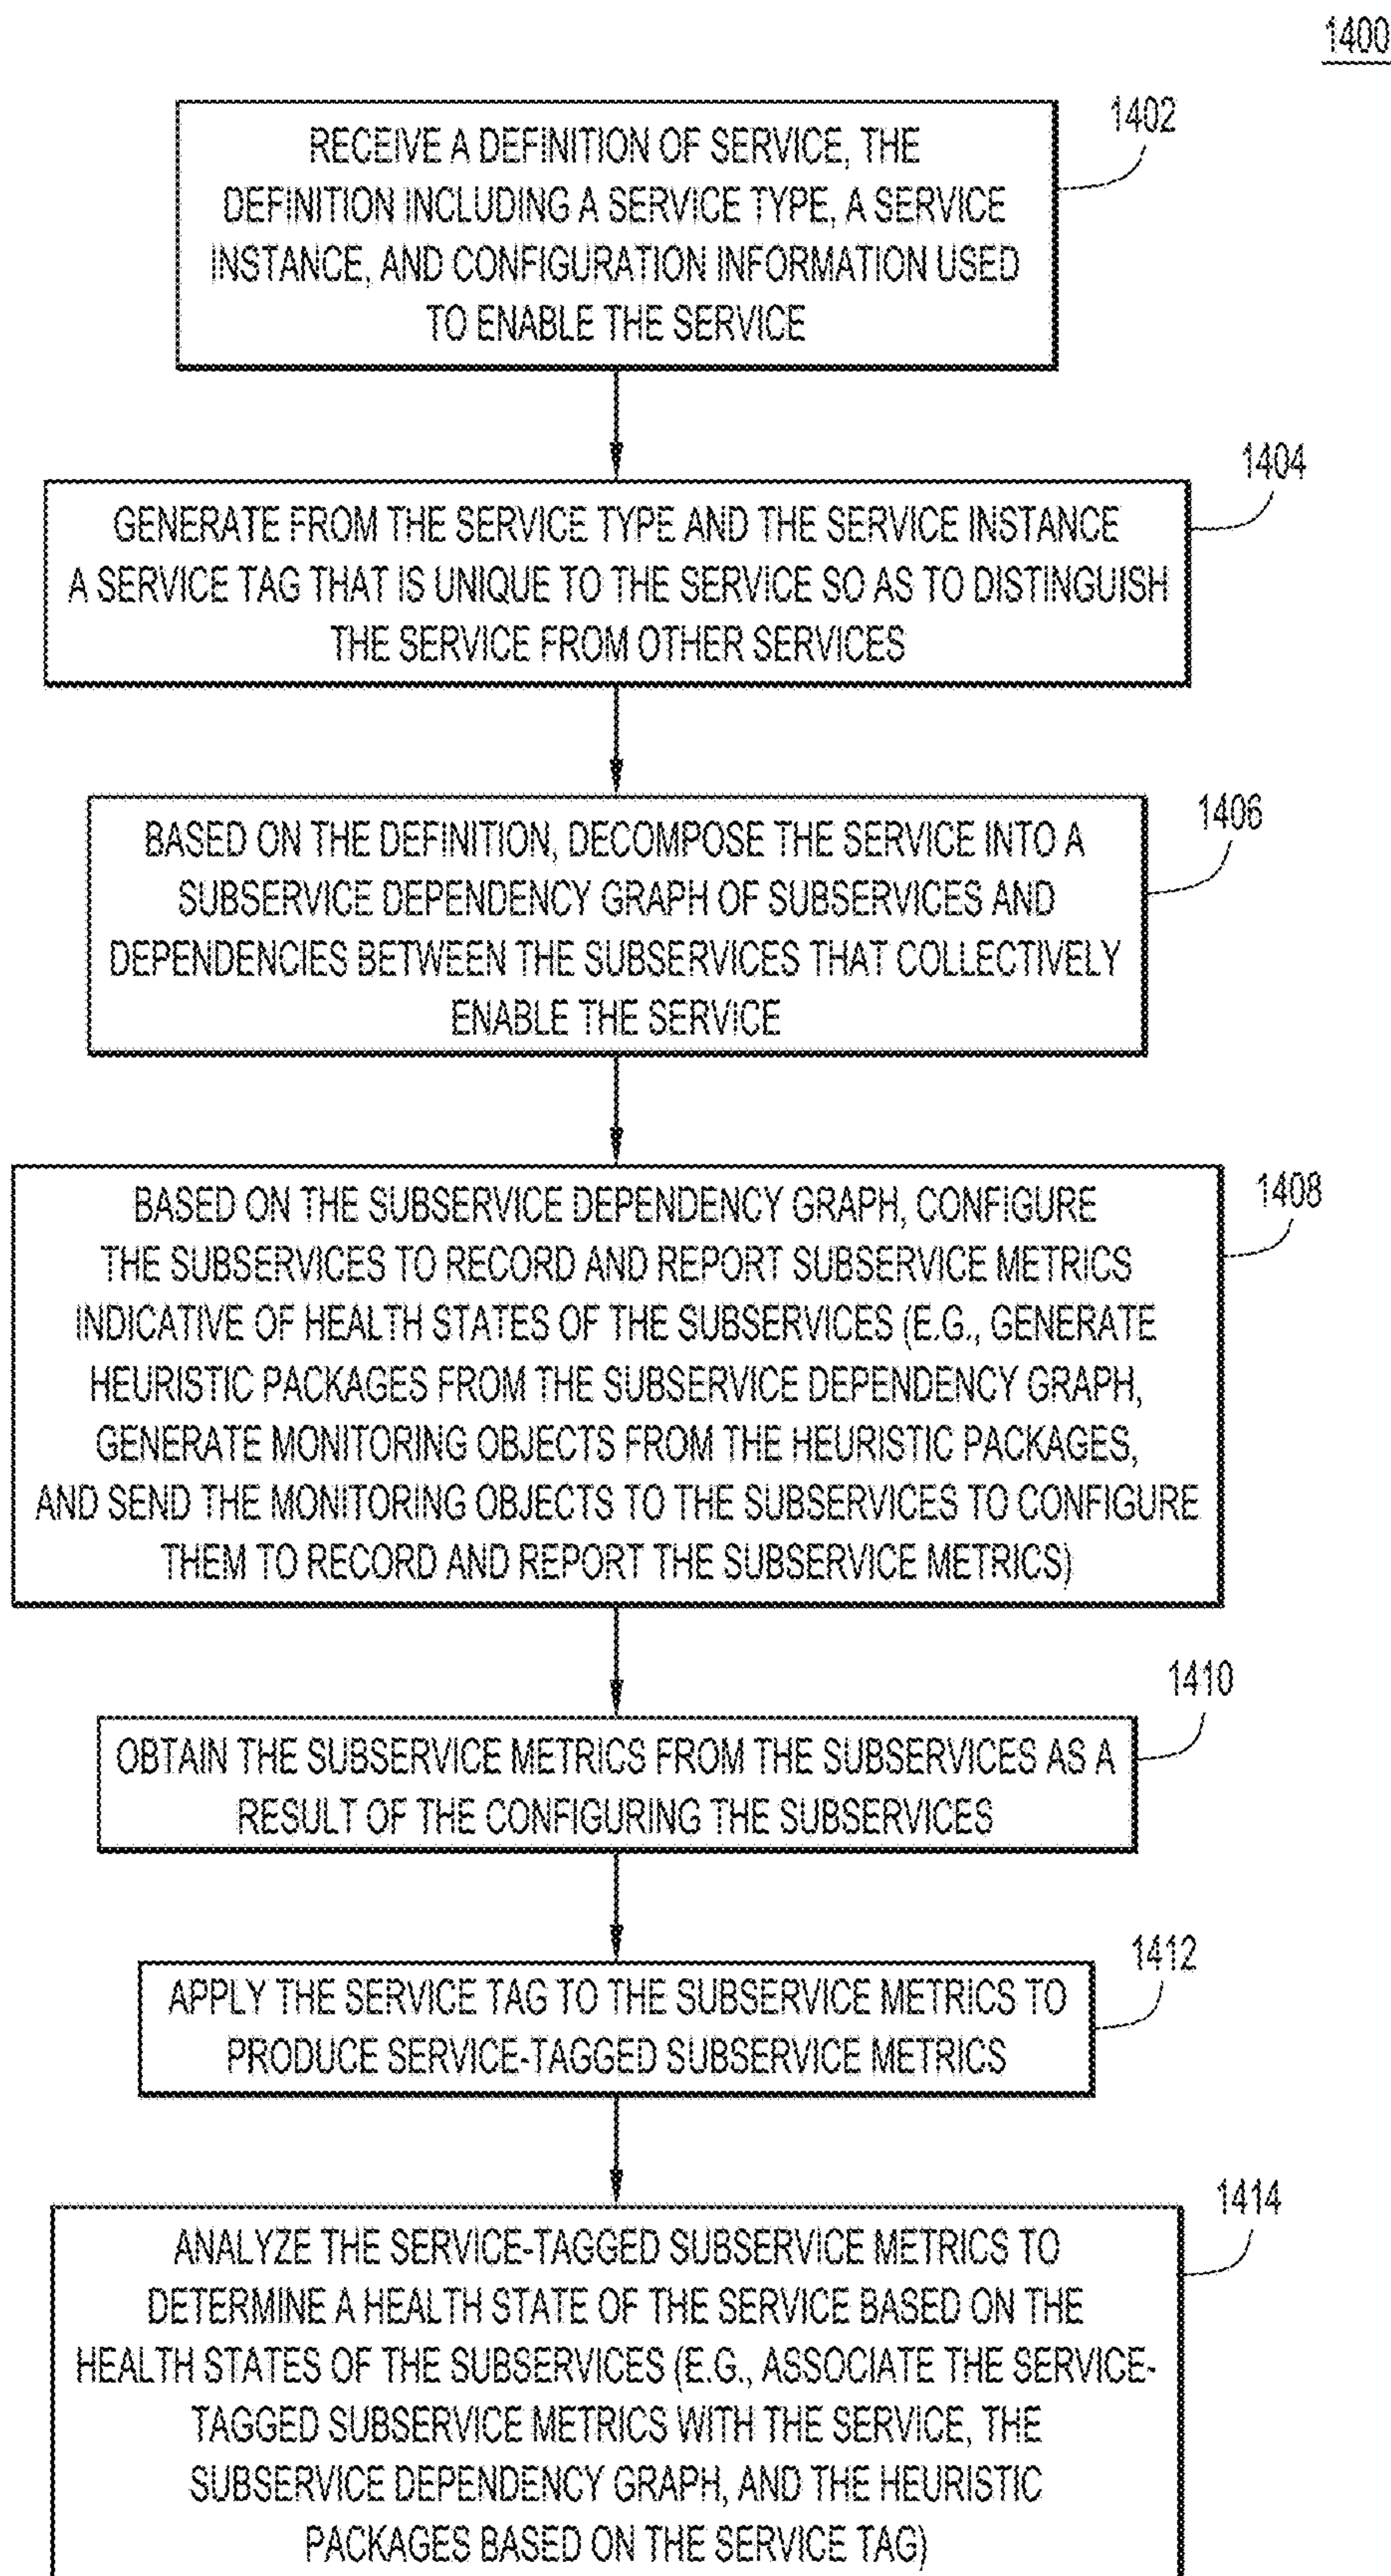 1400
1402
RECEIVE A DEFINITION OF SERVICE, THE
DEFINITION INCLUDING A SERVICE TYPE, A SERVICE
INSTANCE, AND CONFIGURATION INFORMATION USED
TO ENABLE THE SERVICE
1404
GENERATE FROM THE SERVICE TYPE AND THE SERVICE INSTANCE
A SERVICE TAG THAT IS UNIQUE TO THE SERVICE SO AS TO DISTINGUISH
THE SERVICE FROM OTHER SERVICES
1406
BASED ON THE DEFINITION, DECOMPOSE THE SERVICE INTO A
SUBSERVICE DEPENDENCY GRAPH OF SUBSERVICES AND
DEPENDENCIES BETWEEN THE SUBSERVICES THAT COLLECTIVELY
ENABLE THE SERVICE
1408
BASED ON THE SUBSERVICE DEPENDENCY GRAPH, CONFIGURE
THE SUBSERVICES TO RECORD AND REPORT SUBSERVICE METRICS
INDICATIVE OF HEALTH STATES OF THE SUBSERVICES (E.G., GENERATE
HEURISTIC PACKAGES FROM THE SUBSERVICE DEPENDENCY GRAPH,
GENERATE MONITORING OBJECTS FROM THE HEURISTIC PACKAGES,
AND SEND THE MONITORING OBJECTS TO THE SUBSERVICES TO CONFIGURE
THEM TO RECORD AND REPORT THE SUBSERVICE METRICS)
1410
OBTAIN THE SUBSERVICE METRICS FROM THE SUBSERVICES AS A
RESULT OF THE CONFIGURING THE SUBSERVICES
1412
APPLY THE SERVICE TAG TO THE SUBSERVICE METRICS TO
PRODUCE SERVICE-TAGGED SUBSERVICE METRICS
1414
ANALYZE THE SERVICE-TAGGED SUBSERVICE METRICS TO
DETERMINE A HEALTH STATE OF THE SERVICE BASED ON THE
HEALTH STATES OF THE SUBSERVICES (E.G., ASSOCIATE THE SERVICE-
TAGGED SUBSERVICE METRICS WITH THE SERVICE, THE
SUBSERVICE DEPENDENCY GRAPH, AND THE HEURISTIC
PACKAGES BASED ON THE SERVICE TAG)